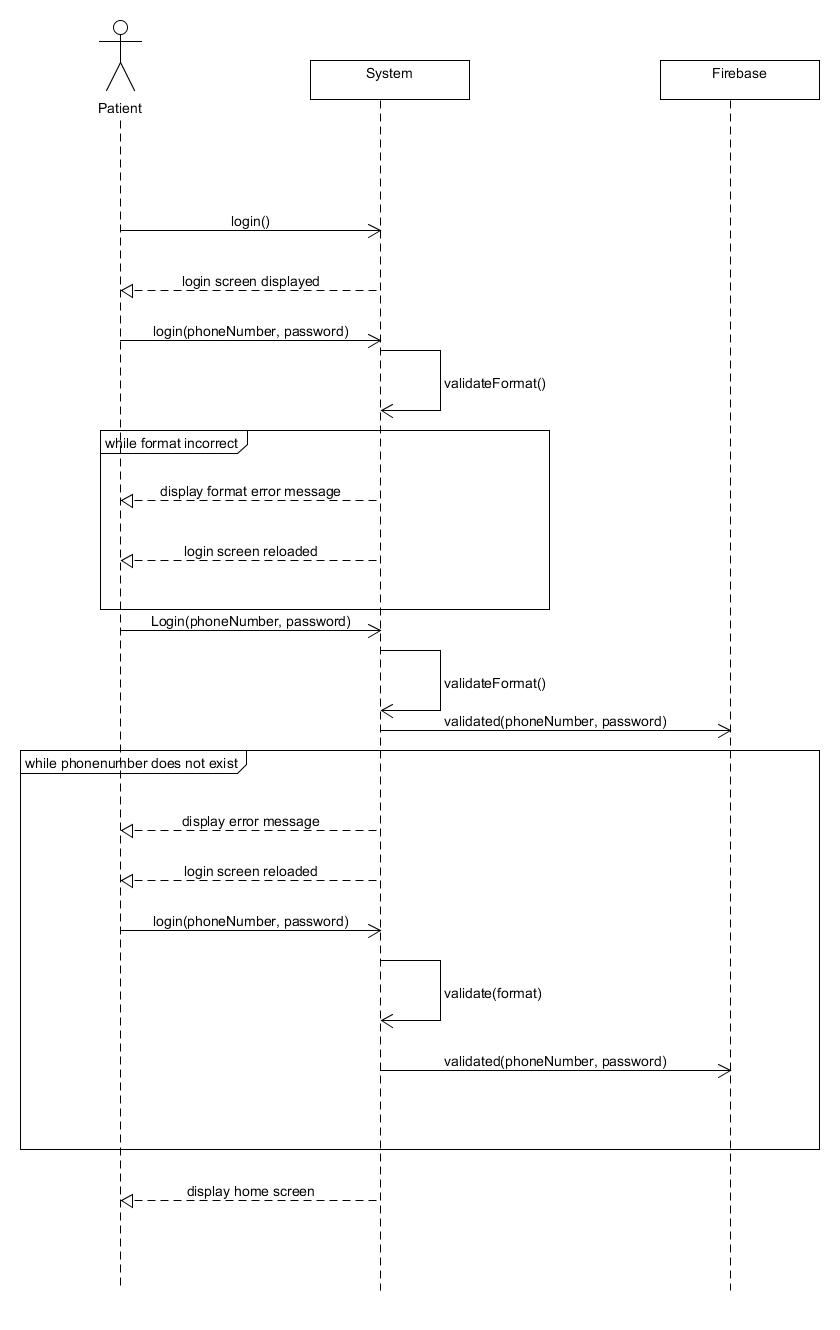 Patient
System
Firebase
login()
login screen displayed
login(phoneNumber, password)
validateFormat()
while format incorrect
display format error message
login screen reloaded
Login(phoneNumber, password)
validateFormat()
validated(phoneNumber, password)
while phonenumber does not exist
display error message
login screen reloaded
login(phoneNumber, password)
validate(format)
validated(phoneNumber, password)
display home screen